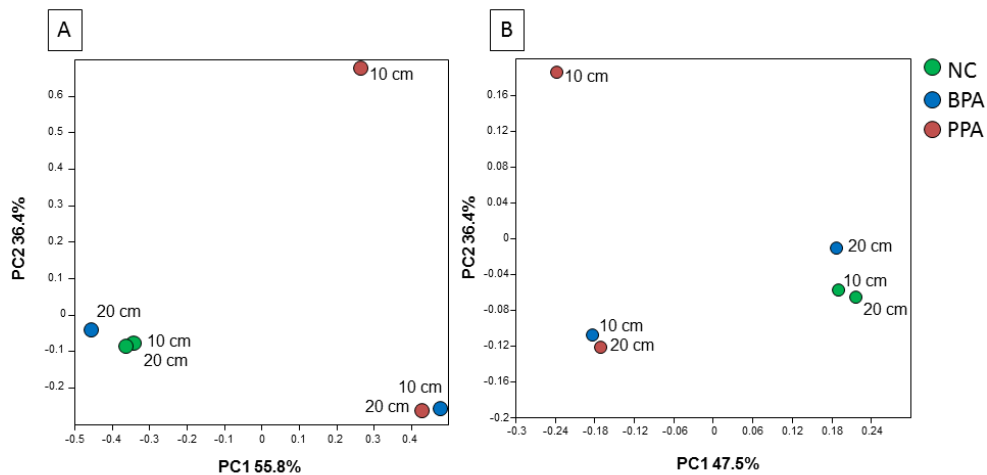 A
0.6
0.5
0.4
0.3
0.2
0.1
0
-0.1
-0.2
-0.5
-0.4
-0.3
-0.2
-0.1
0
0.1
0.2
0.3
0.4
PC2 36.4%
PC1 55.8%
10 cm
20 cm
10 cm
20 cm
10 cm
20 cm
B
0.16
0.12
0.08
0.04
0
-0.04
-0.08
-0.12
-0.16
-0.2
-0.3
-0.24
-0.18
-0.12
-0.06
0
0.06
0.12
0.18
0.24
PC2 36.4%
PC1 47.5%
10 cm
20 cm
10 cm
20 cm
10 cm
20 cm
NC
BPA
PPA